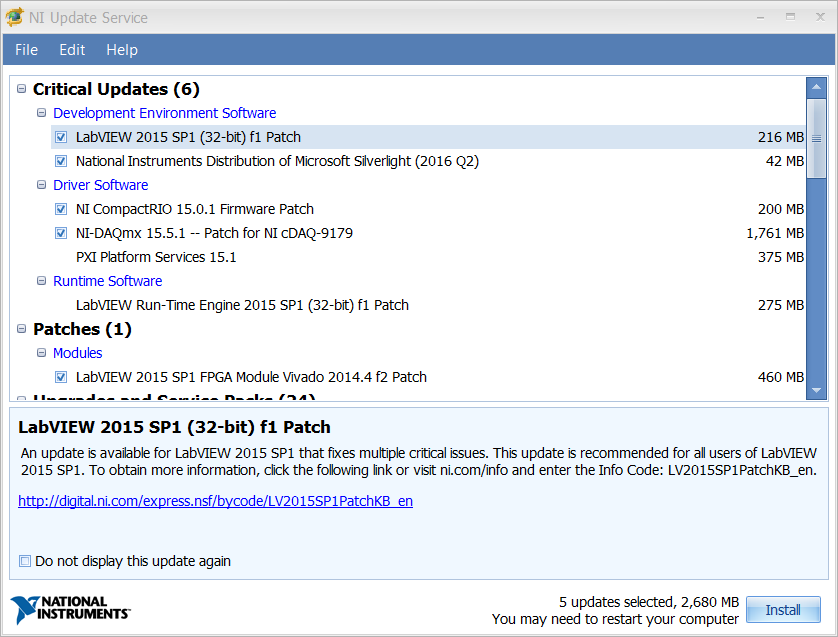 NI Update Service
File Edit Help
Critical Updates (6)
Development Environment Software
LabVIEW 2015 SP1 (32-bit) f1 Patch 216 MB
National Instruments Distribution of Microsoft Silverlight (2016 Q2) 42 MB
Driver Software
NI CompactRIO 15.0.1 Firmware Patch 200 MB
NI-DAQmx 15.5.1 -- Patch for NI cDAQ-9179 1,761 MB
PXI Platform Services 15.1 375 MB
Runtime Software
LabVIEW Run-Time Engine 2015 SP1 (32-bit) f1 Patch 275 MB
Patches (1)
Modules
LabVIEW 2015 SP1 FPGA Module Vivado 2014.4 f2 Patch 460 MB
Upgrades and Service Packs (24)
LabVIEW 2015 SP1 (32-bit) f1 Patch
An update is available for LabVIEW 2015 SP1 that fixes multiple critical issues. This update is recommended for all users of LabVIEW
2015 SP1. To obtain more information, click the following link or visit ni.com/info and enter the Info Code: LV2015SP1PatchKB_en.
http://digital.ni.com/express.nsf/bycode/LV2015SP1PatchKB_en
Do not display this update again
NATIONAL
INSTRUMENTS
5 updates selected, 2,680 MB
You may need to restart your computer
Install